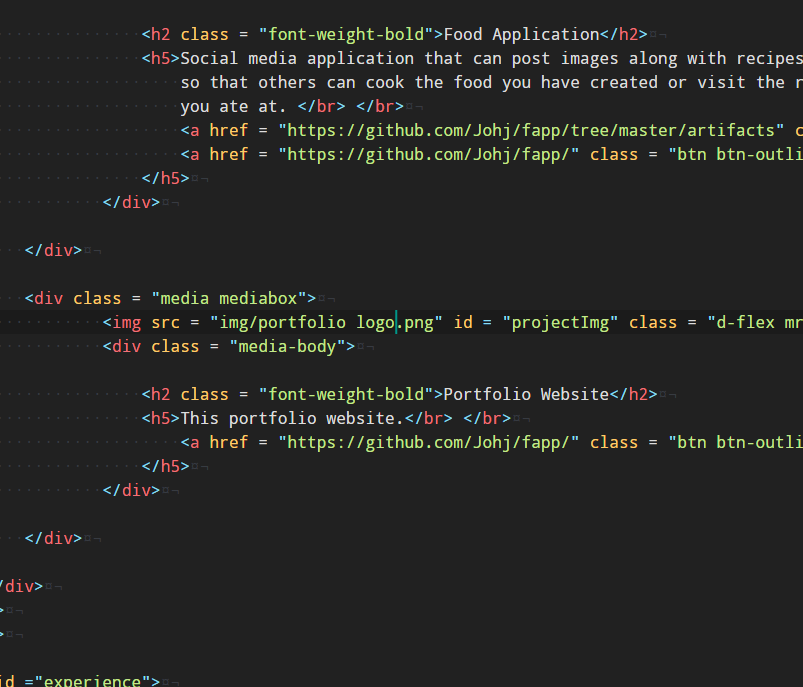 <h2 class = "font-weight-bold">Food Application</h2>
<h5>Social media application that can post images along with recipes
so that others can cook the food you have created or visit the
you ate at. </br> </br>
<a href = "https://github.com/Johj/fapp/tree/master/artifacts"
<a href = "https://github.com/Johj/fapp/" class = "btn btn-outli
</h5>
</div>
</div>
<div class = "media mediabox">
<img src = "img/portfolio logo.png" id = "projectImg" class = "d-flex mr
<div class = "media-body">
<h2 class = "font-weight-bold">Portfolio Website</h2>
<h5>This portfolio website.</br> </br>
<a href = "https://github.com/Johj/fapp/" class = "btn btn-outli
</h5>
</div>
</div>
/div>
>
>
id ="experience">